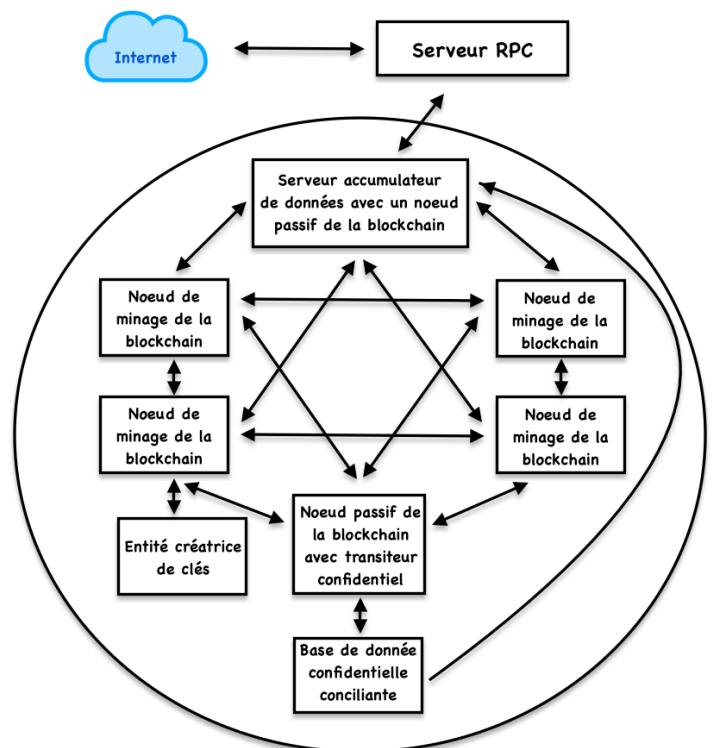 Internet
Serveur RPC
Serveur accumulateur
de données avec un noeud
passif de la blockchain
Noeud de
minage de la
blockchain
Noeud de
minage de la
blockchain
Noeud de
minage de la
blockchain
Noeud de
minage de la
blockchain
Noeud passif de
la blockchain
avec transiteur
confidentiel
Entité créatrice
de clés
Base de donnée
confidentielle
conciliante